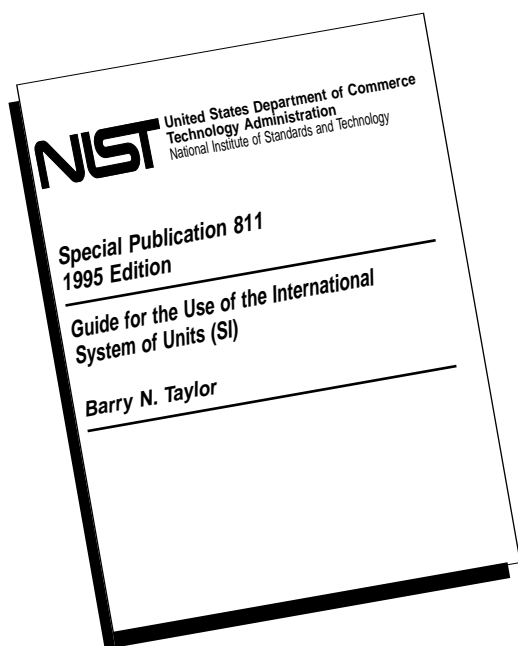 NIST
United States Department of Commerce
Technology Administration
National Institute of Standards and Technology
Special Publication 811
1995 Edition
Guide for the Use of the International
System of Units (SI)
Barry N. Taylor